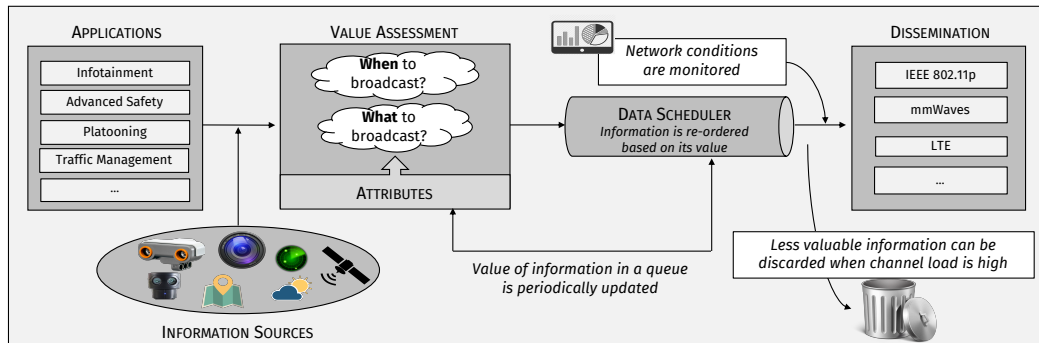 APPLICATIONS
Infotainment
Advanced Safety
Platooning
Traffic Management
...
INFORMATION SOURCES
VALUE ASSESSMENT
When to
broadcast?
What to
broadcast?
ATTRIBUTES
Value of information in a queue
is periodically updated
Network conditions
are monitored
DATA SCHEDULER
Information is re-ordered
based on its value
DISSEMINATION
IEEE 802.11p
mmWaves
LTE
...
Less valuable information can be
discarded when channel load is high